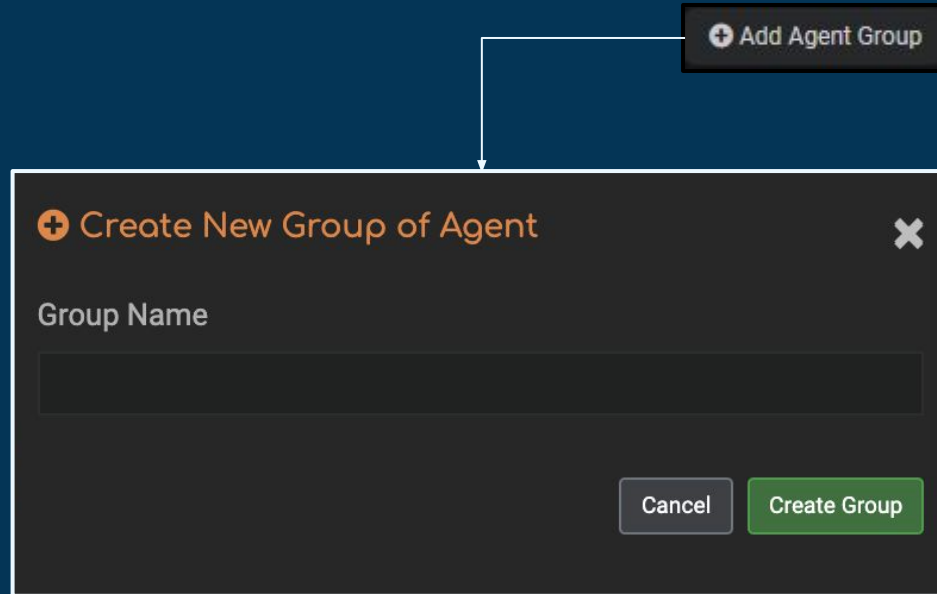 Add Agent Group
Create New Group of Agent
Group Name
Cancel
Create Group